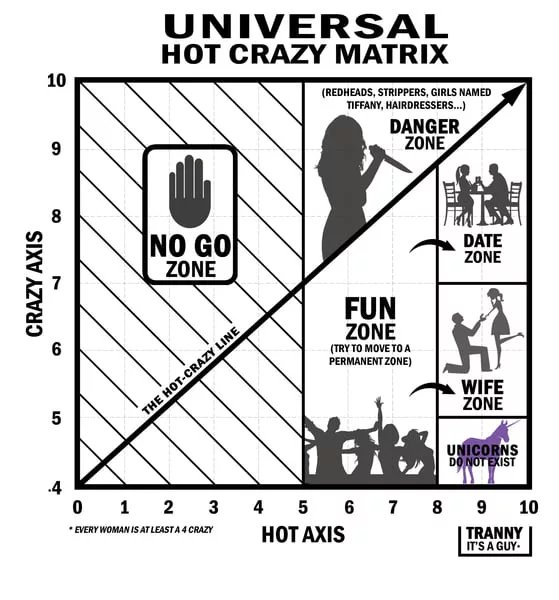 UNIVERSAL
HOT CRAZY MATRIX
10
9
8
7
6
5
.4
CRAZY AXIS
(REDHEADS, STRIPPERS, GIRLS NAMED
TIFFANY, HAIRDRESSERS...)
DANGER
ZONE
NO GO
ZONE
DATE
ZONE
THE HOT-CRAZY LINE
FUN
ZONE
(TRY TO MOVE TO A
PERMANENT ZONE)
WIFE
ZONE
UNICORNS
DO NOT EXIST
0 1 2 3 4 5 6 7 8 9 10
* EVERY WOMAN IS AT LEAST A 4 CRAZY
HOT AXIS
TRANNY
IT'S A GUY·